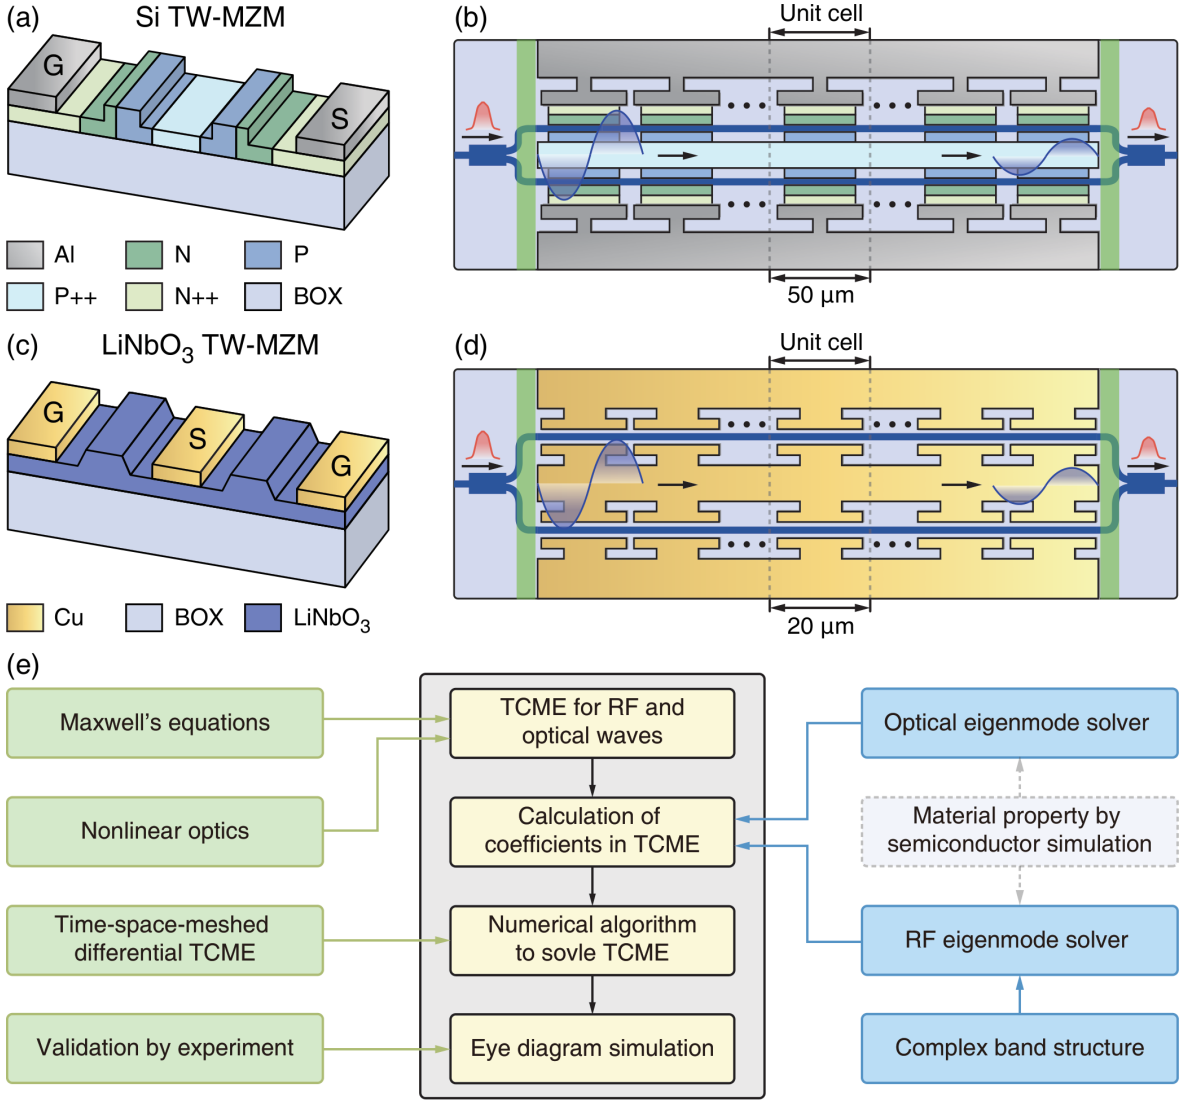 (a) Si TW-MZM
G
S
Al
N
P
P++
N++
BOX
(b)
Unit cell
50 μm
(c) LiNbO3 TW-MZM
G
S
G
Cu
BOX
LiNbO3
(d)
Unit cell
20 μm
(e)
Maxwell's equations
Nonlinear optics
Time-space-meshed
differential TCME
Validation by experiment
TCME for RF and
optical waves
Calculation of
coefficients in TCME
Numerical algorithm
to sovle TCME
Eye diagram simulation
Optical eigenmode solver
Material property by
semiconductor simulation
RF eigenmode solver
Complex band structure